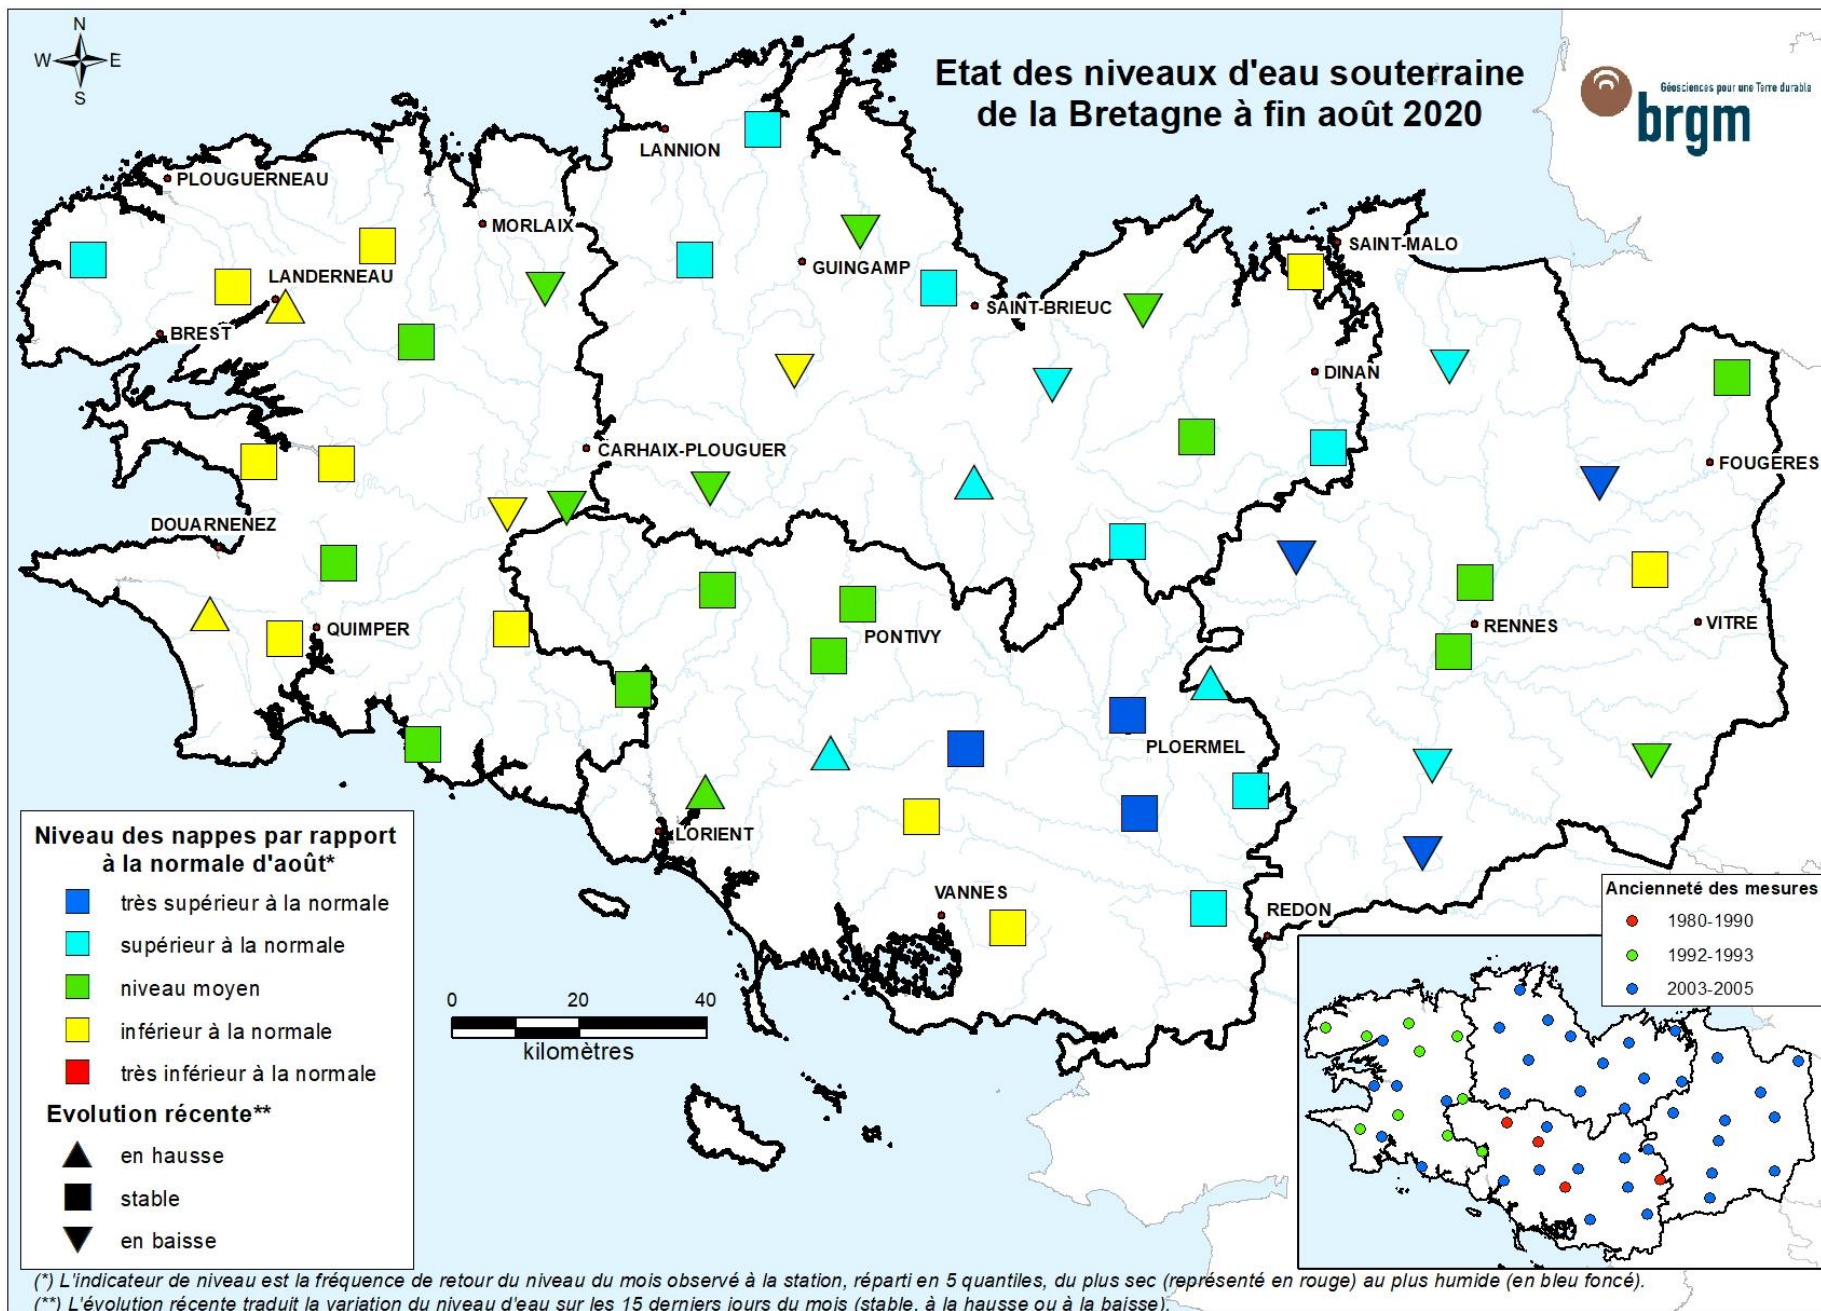 N
W E
S
Etat des niveaux d'eau souterraine
de la Bretagne à fin août 2020
Géosciences pour une Terre durable
brgm
LANNION
PLOUGUERNEAU
MORLAIX
SAINT-MALO
GUINGAMP
LANDERNEAU
SAINT-BRIEUC
BREST
DINAN
CARHAIX-PLOUGUER
FOUGERES
DOUARNENEZ
QUIMPER
PONTIVY
RENNES
VITRE
PLOERMEL
LORIENT
VANNES
REDON
Niveau des nappes par rapport
à la normale d'août*
très supérieur à la normale
supérieur à la normale
niveau moyen
inférieur à la normale
très inférieur à la normale
Evolution récente**
en hausse
stable
en baisse
0 20 40
kilomètres
Ancienneté des mesures
1980-1990
1992-1993
2003-2005
(*) L'indicateur de niveau est la fréquence de retour du niveau du mois observé à la station, réparti en 5 quantiles, du plus sec (représenté en rouge) au plus humide (en bleu foncé).
(**) L'évolution récente traduit la variation du niveau d'eau sur les 15 derniers jours du mois (stable, à la hausse ou à la baisse).